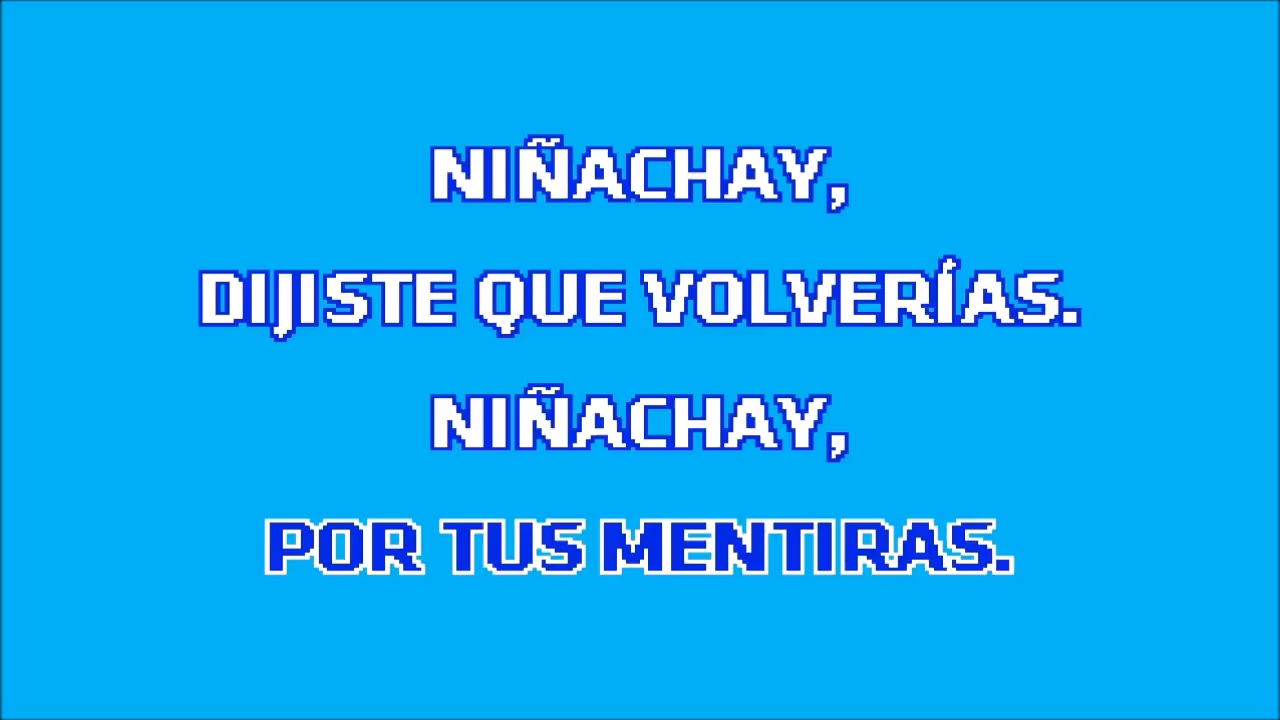 NIÑACHAY,
DIJISTE QUE VOLVERÍAS.
NIÑACHAY,
POR TUS MENTIRAS.